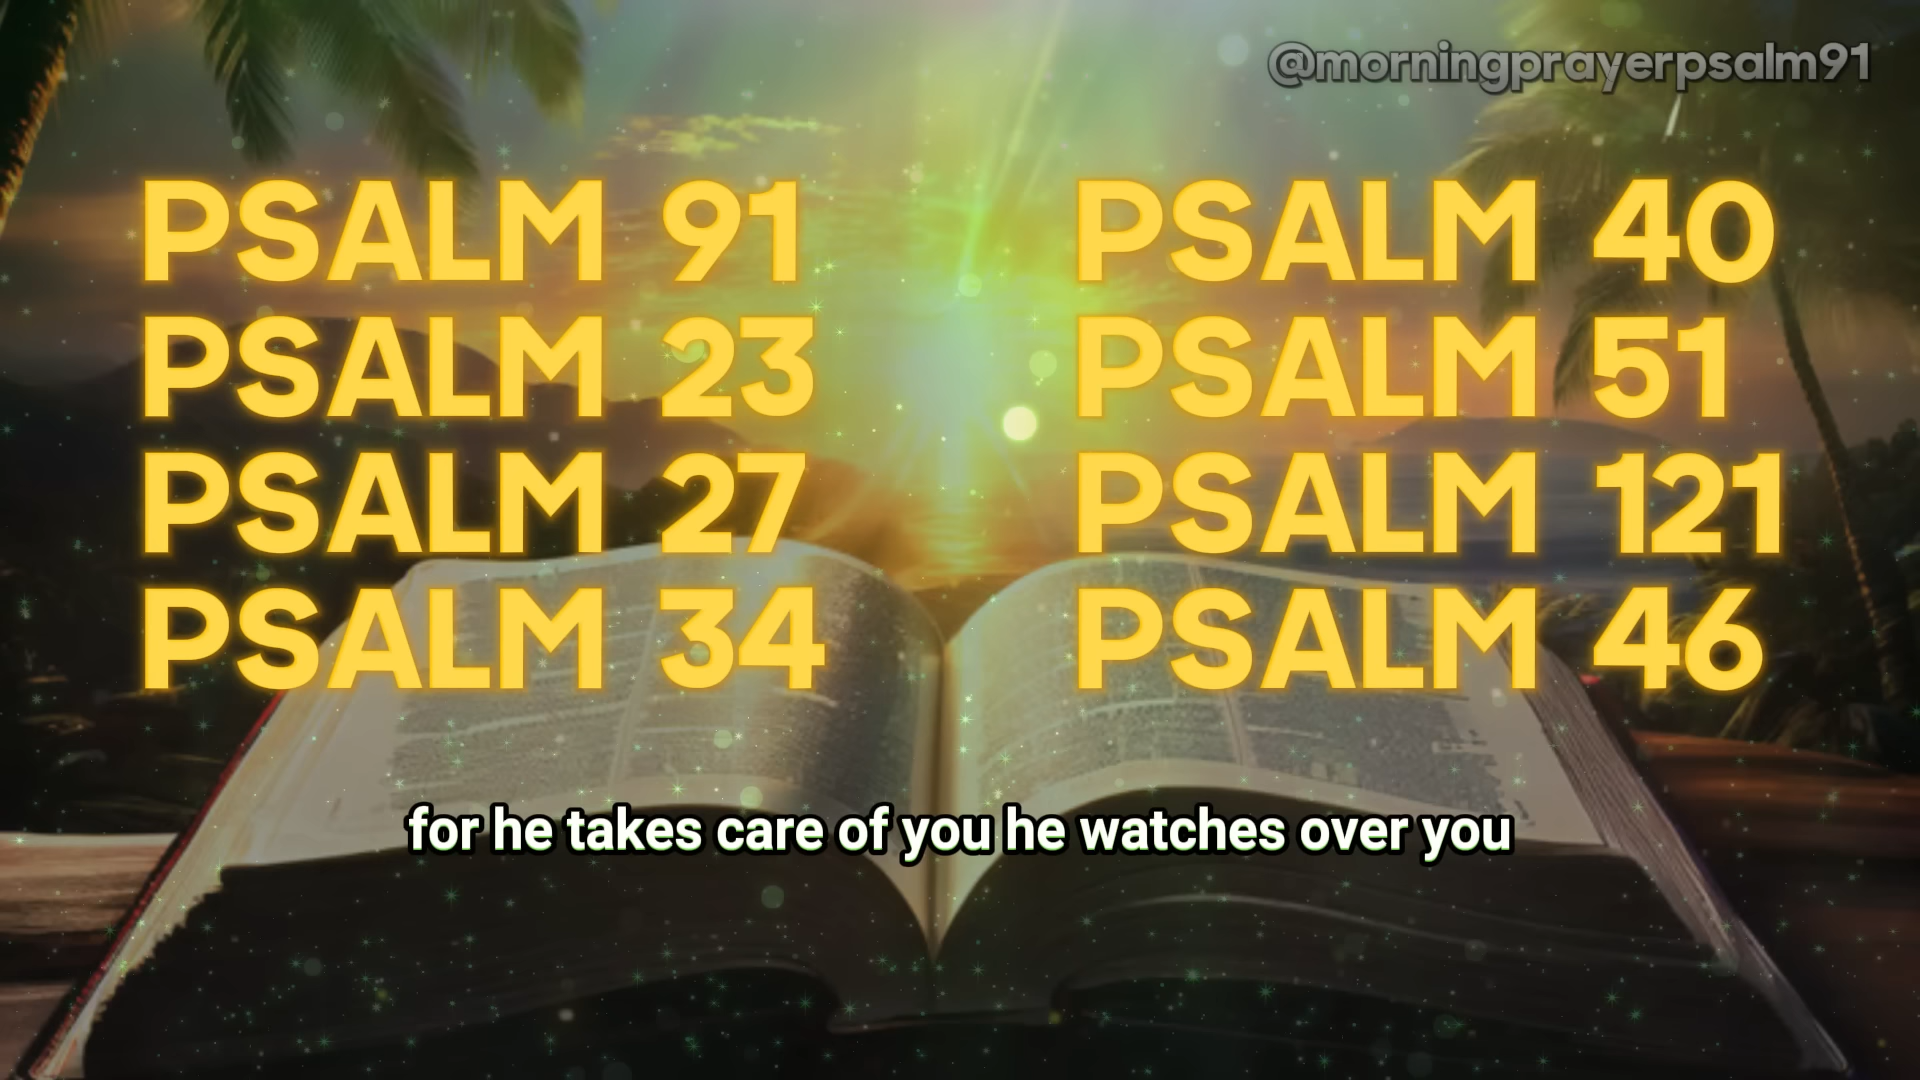 @morningprayerpsalm91
PSALM 91
PSALM 23
PSALM 27
PSALM 34
PSALM 40
PSALM 51
PSALM 121
PSALM 46
for he takes care of you he watches over you